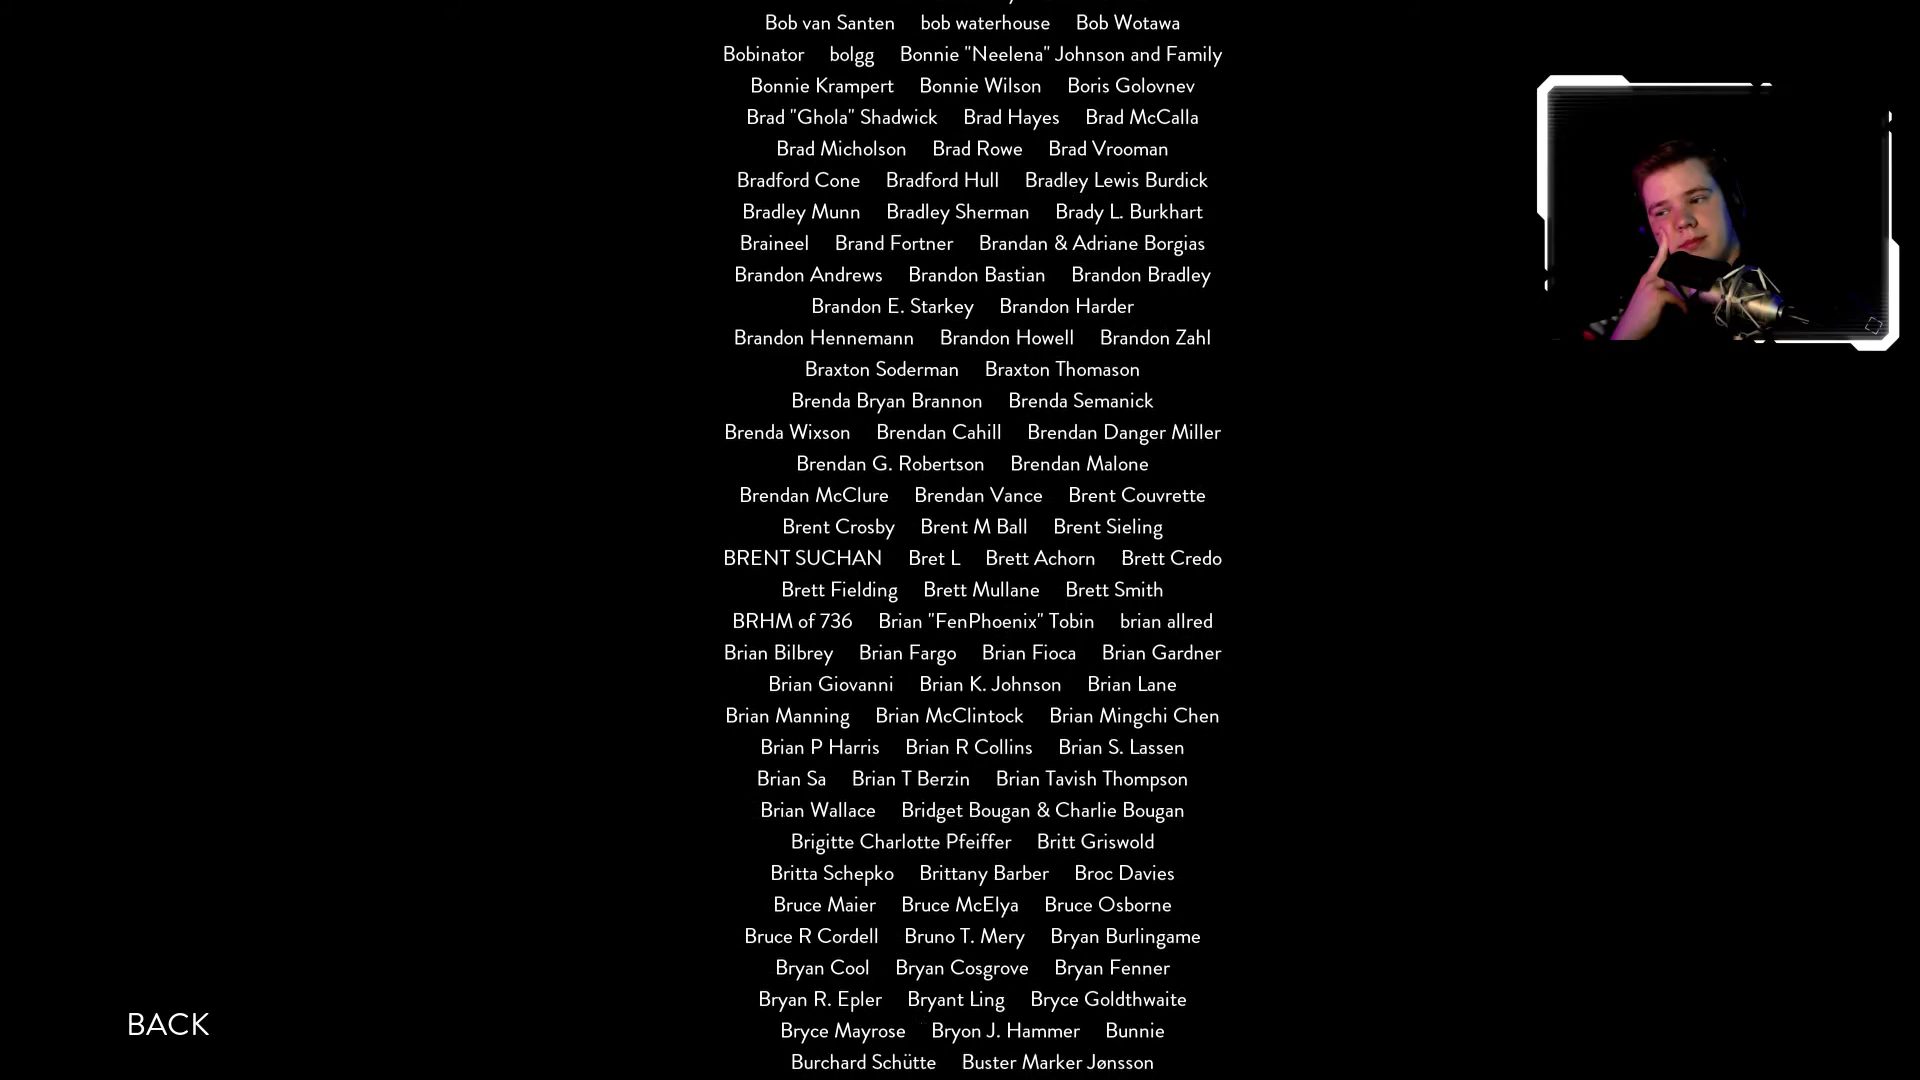 Bob van Santen bob waterhouse Bob Wotawa
Bobinator bolgg Bonnie "Neelena" Johnson and Family
Bonnie Krampert Bonnie Wilson Boris Golovnev
Brad "Ghola" Shadwick Brad Hayes Brad McCalla
Brad Micholson Brad Rowe Brad Vrooman
Bradford Cone Bradford Hull Bradley Lewis Burdick
Bradley Munn Bradley Sherman Brady L. Burkhart
Braineel Brand Fortner Brandan & Adriane Borgias
Brandon Andrews Brandon Bastian Brandon Bradley
Brandon E. Starkey Brandon Harder
Brandon Hennemann Brandon Howell Brandon Zahl
Braxton Soderman Braxton Thomason
Brenda Bryan Brannon Brenda Semanick
Brenda Wixson Brendan Cahill Brendan Danger Miller
Brendan G. Robertson Brendan Malone
Brendan McClure Brendan Vance Brent Couvrette
Brent Crosby Brent M Ball Brent Sieling
BRENT SUCHAN Bret L Brett Achorn Brett Credo
Brett Fielding Brett Mullane Brett Smith
BRHM of 736 Brian "FenPhoenix" Tobin brian allred
Brian Bilbrey Brian Fargo Brian Fioca Brian Gardner
Brian Giovanni Brian K. Johnson Brian Lane
Brian Manning Brian McClintock Brian Mingchi Chen
Brian P Harris Brian R Collins Brian S. Lassen
Brian Sa Brian T Berzin Brian Tavish Thompson
Brian Wallace Bridget Bougan & Charlie Bougan
Brigitte Charlotte Pfeiffer Britt Griswold
Britta Schepko Brittany Barber Broc Davies
Bruce Maier Bruce McElya Bruce Osborne
Bruce R Cordell Bruno T. Mery Bryan Burlingame
Bryan Cool Bryan Cosgrove Bryan Fenner
Bryan R. Epler Bryant Ling Bryce Goldthwaite
Bryce Mayrose Bryon J. Hammer Bunnie
Burchard Schütte Buster Marker Jønsson
BACK